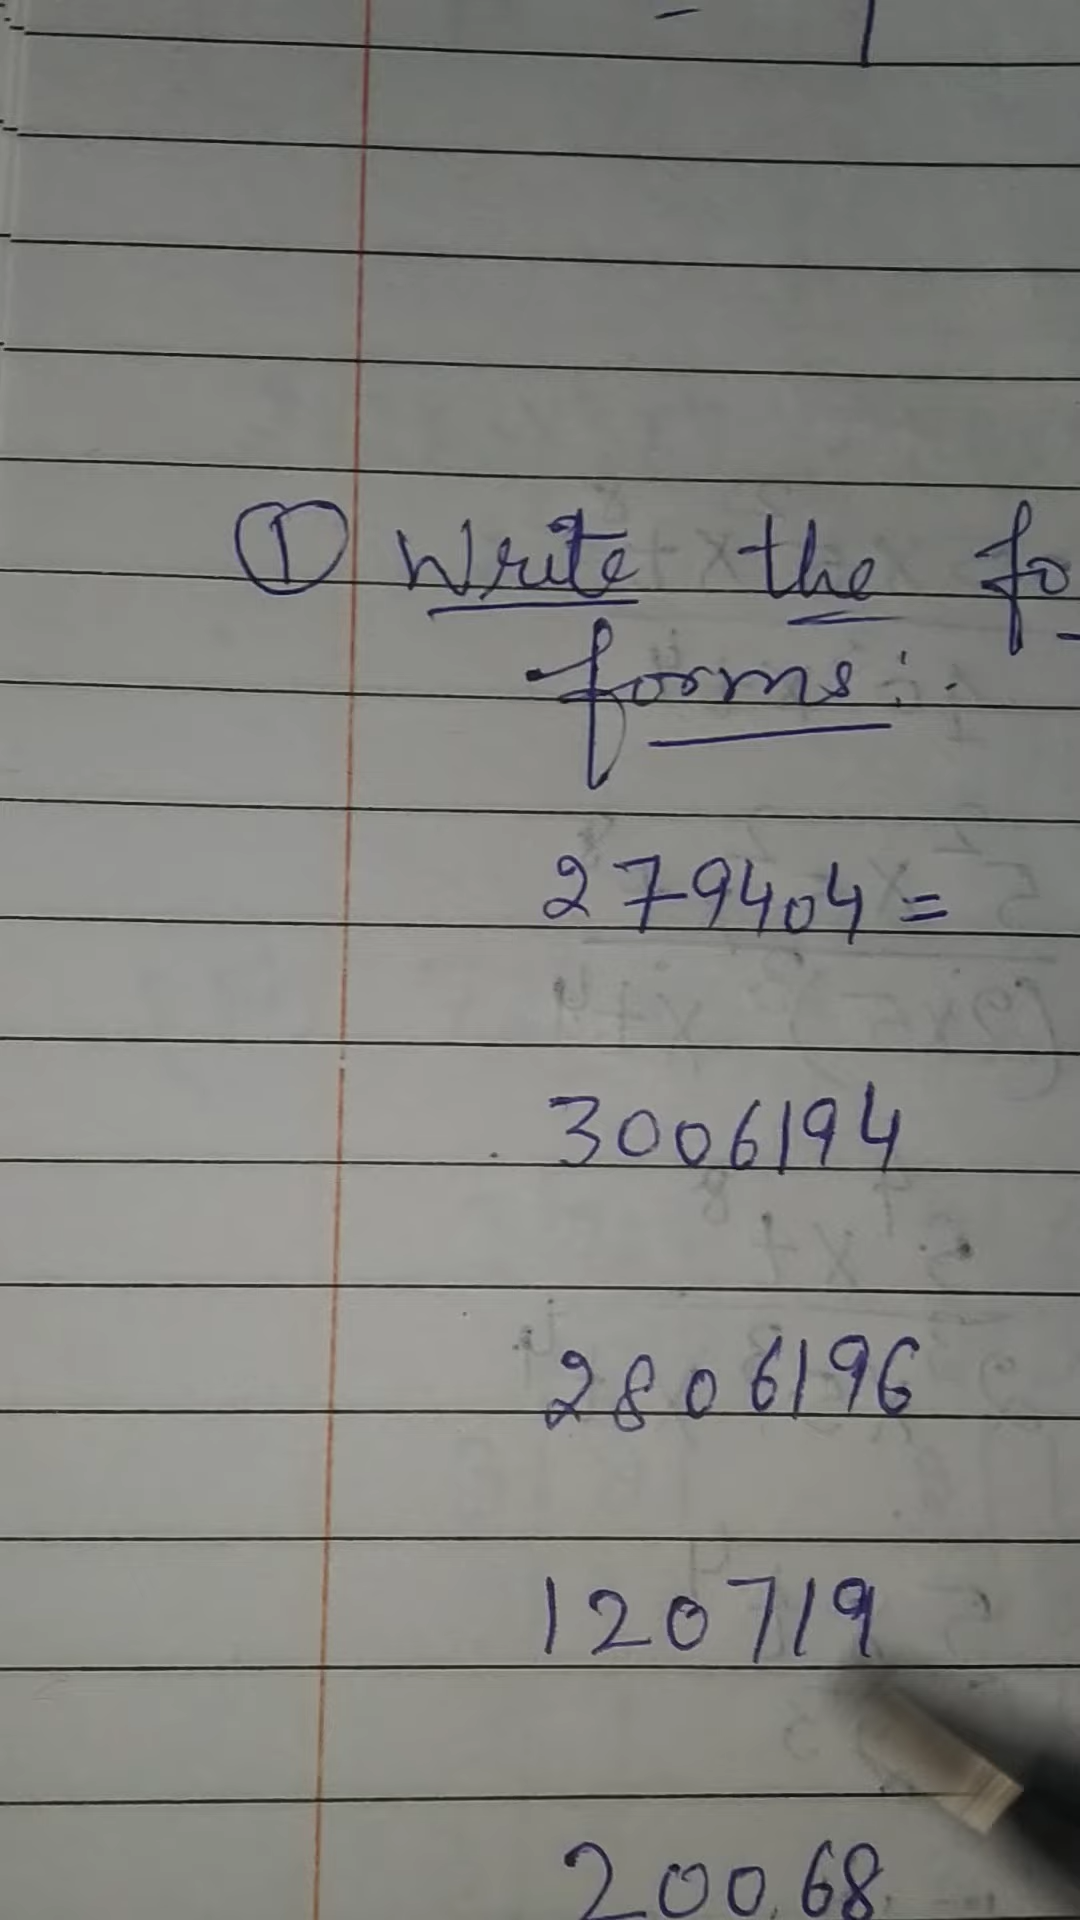 ① Write the fo
forms:
279404=
3006194
2806196
120719
20068